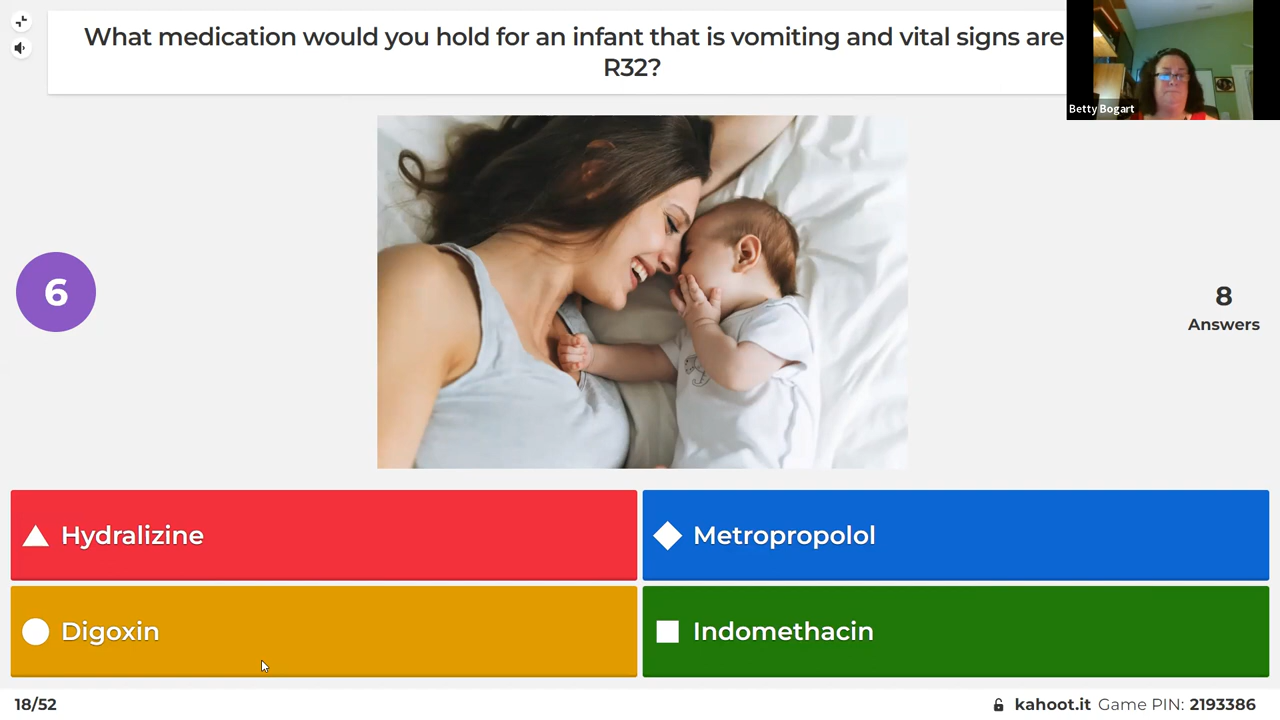 What medication would you hold for an infant that is vomiting and vital signs are
R32?
Betty Bogart
6
8
Answers
Hydralizine
Metropropolol
Digoxin
Indomethacin
18/52
kahoot.it Game PIN: 2193386